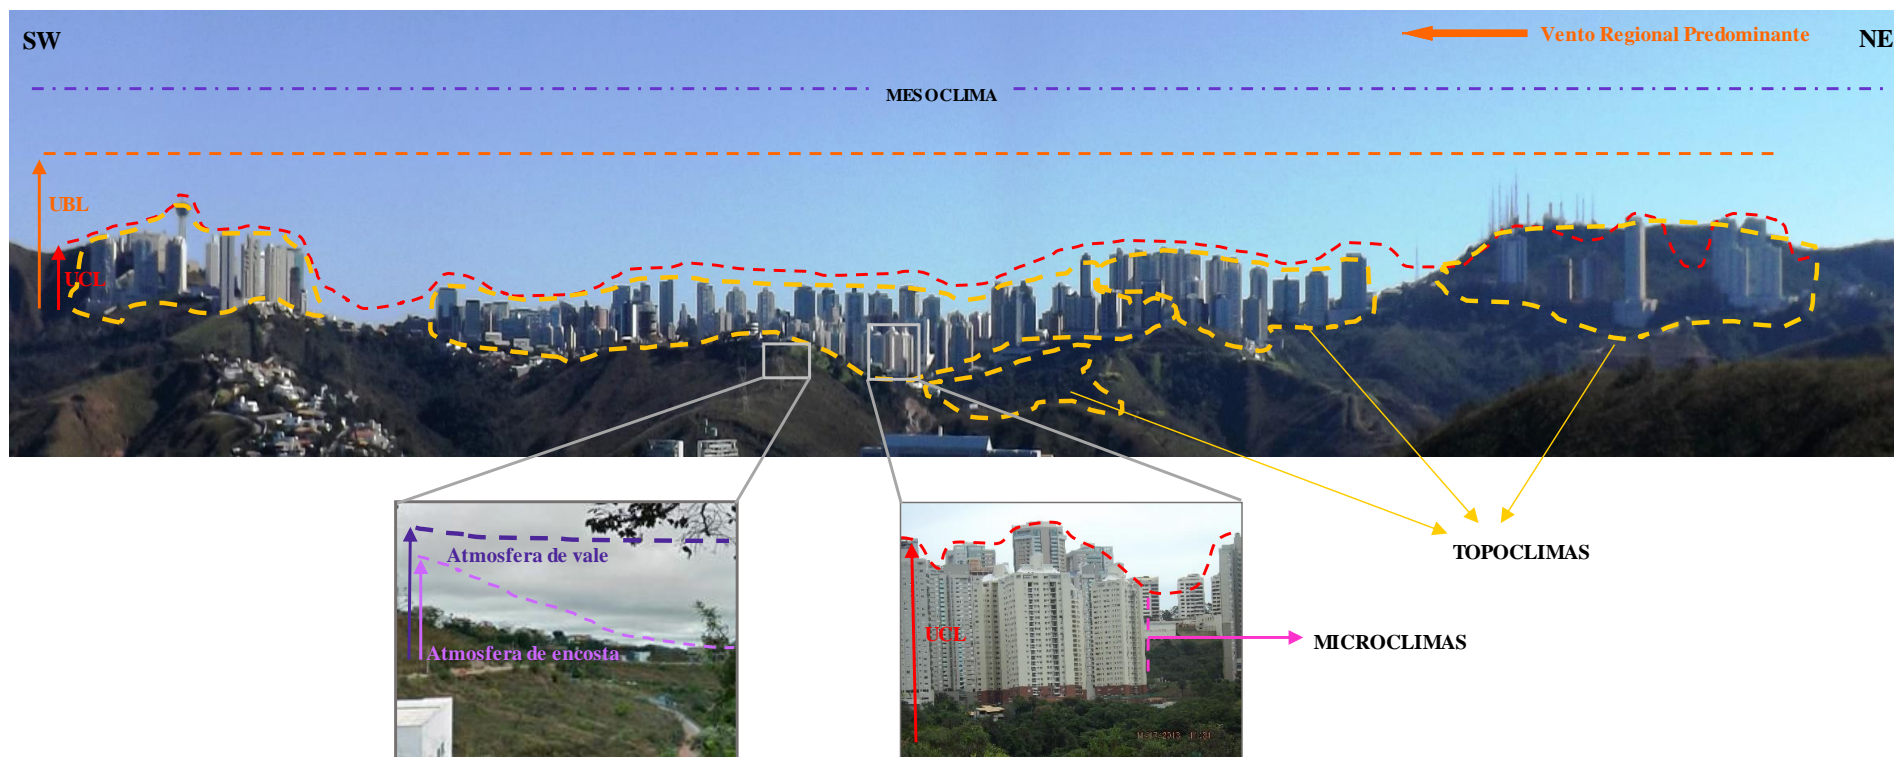 SW
Vento Regional Predominante
NE
MESOCLIMA
UBL
UCL
Atmosfera de vale
Atmosfera de encosta
UCL
TOPOCLIMAS
MICROCLIMAS